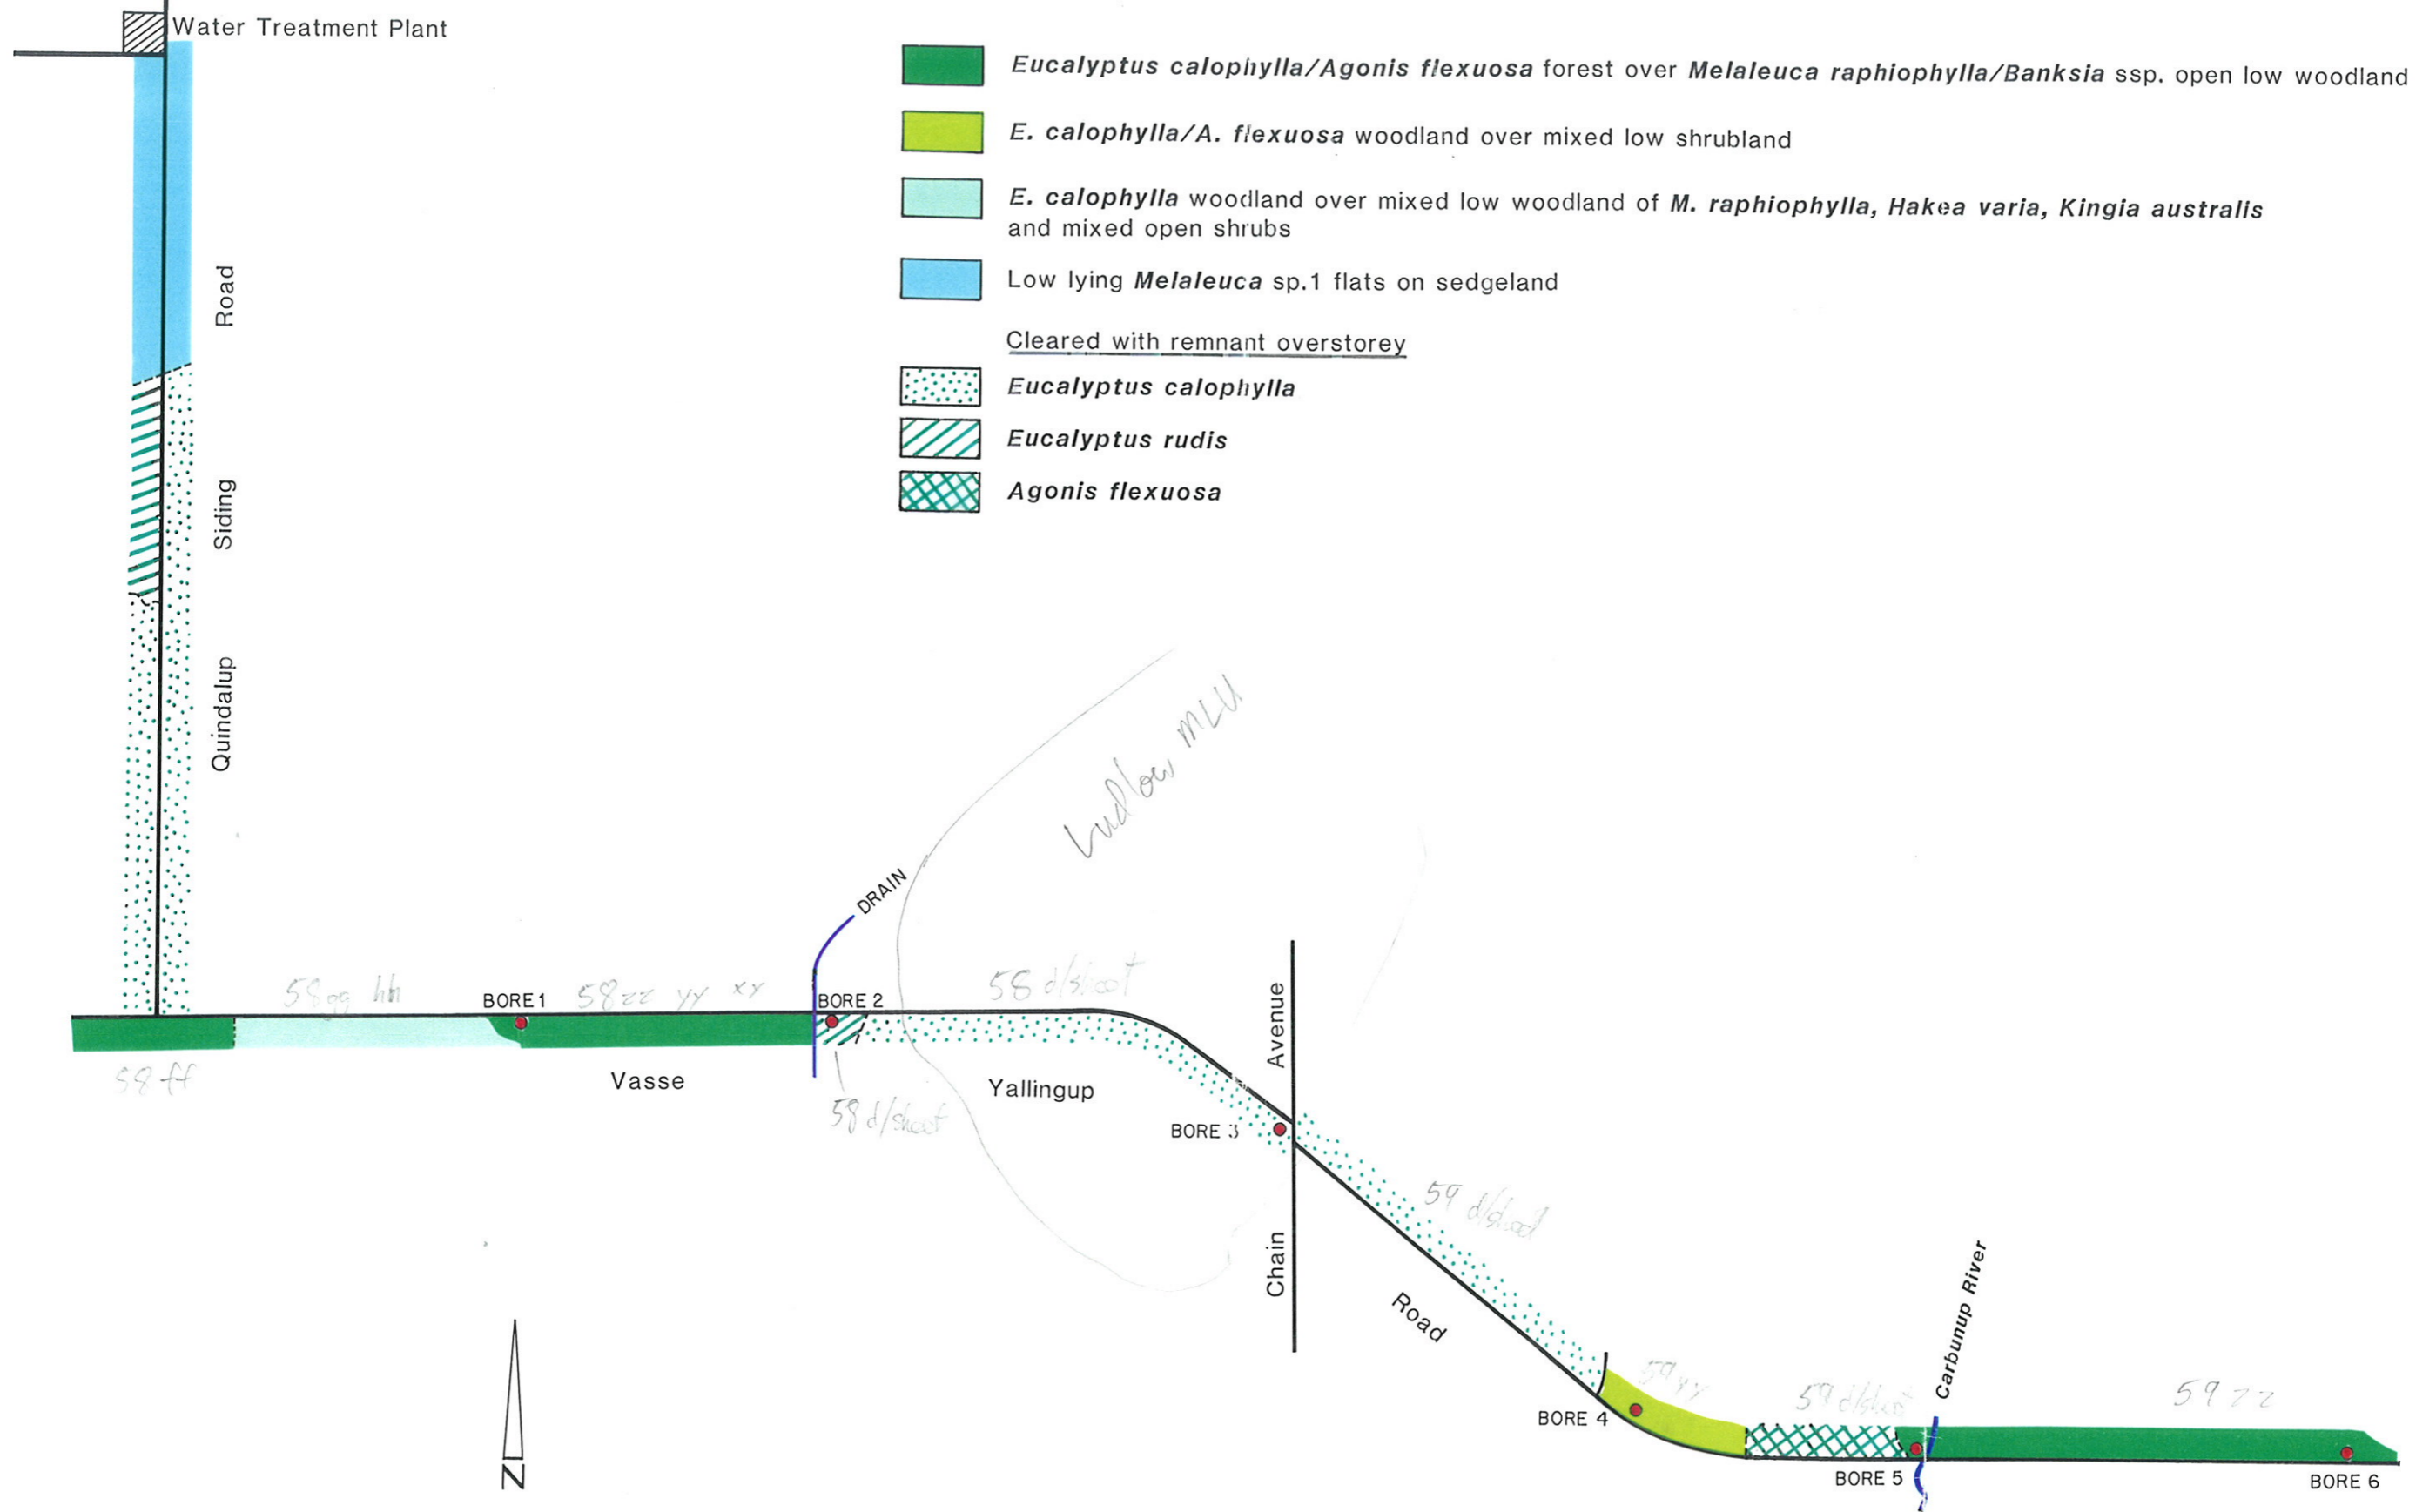 Water Treatment Plant
Eucalyptus calophylla/Agonis flexuosa forest over Melaleuca raphiophylla/Banksia ssp. open low woodland
E. calophylla/A. flexuosa woodland over mixed low shrubland
E. calophylla woodland over mixed low woodland of M. raphiophylla, Hakea varia, Kingia australis
and mixed open shrubs
Low lying Melaleuca sp.1 flats on sedgeland
Cleared with remnant overstorey
Eucalyptus calophylla
Eucalyptus rudis
Agonis flexuosa
Road
Siding
Quindalup
Ludlow MLU
DRAIN
58 gg hh
BORE 1
58 zz yy xy
BORE 2
58 d/sheet
58 ff
Vasse
58 d/sheet
Yallingup
Avenue
BORE 3
Chain
59 d/sheet
Road
Carbunup River
BORE 4
59 yy
59 d/sheet
59 zz
BORE 5
BORE 6
N